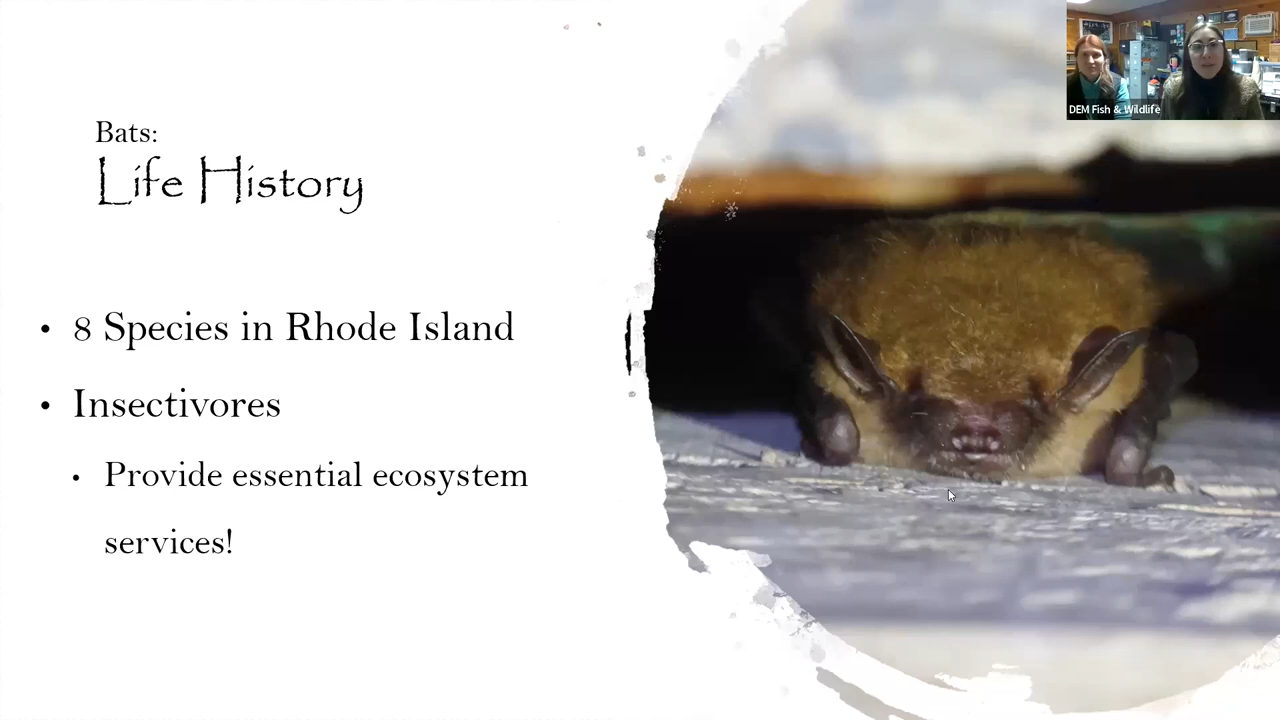 Bats:
Life History
• 8 Species in Rhode Island
• Insectivores
• Provide essential ecosystem
services!
DEM Fish & Wildlife